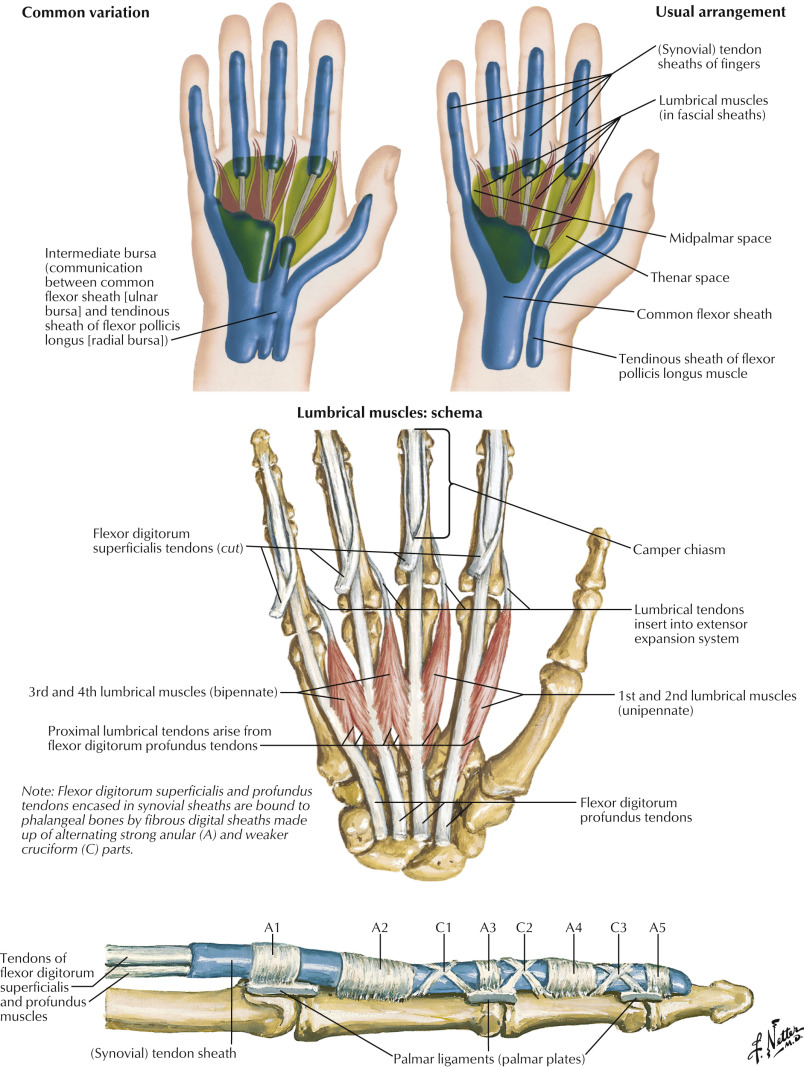 Common variation
Usual arrangement
(Synovial) tendon
sheaths of fingers
Lumbrical muscles
(in fascial sheaths)
Midpalmar space
Thenar space
Common flexor sheath
Tendinous sheath of flexor
pollicis longus muscle
Intermediate bursa
(communication
between common
flexor sheath [ulnar
bursa] and tendinous
sheath of flexor pollicis
longus [radial bursa])
Lumbrical muscles: schema
Flexor digitorum
superficialis tendons (cut)
Camper chiasm
Lumbrical tendons
insert into extensor
expansion system
3rd and 4th lumbrical muscles (bipennate)
1st and 2nd lumbrical muscles
(unipennate)
Proximal lumbrical tendons arise from
flexor digitorum profundus tendons
Note: Flexor digitorum superficialis and profundus
tendons encased in synovial sheaths are bound to
phalangeal bones by fibrous digital sheaths made
up of alternating strong anular (A) and weaker
cruciform (C) parts.
Flexor digitorum
profundus tendons
A1
A2
C1
A3
C2
A4
C3
A5
Tendons of
flexor digitorum
superficialis
and profundus
muscles
(Synovial) tendon sheath
Palmar ligaments (palmar plates)
F. Netter
M.D.